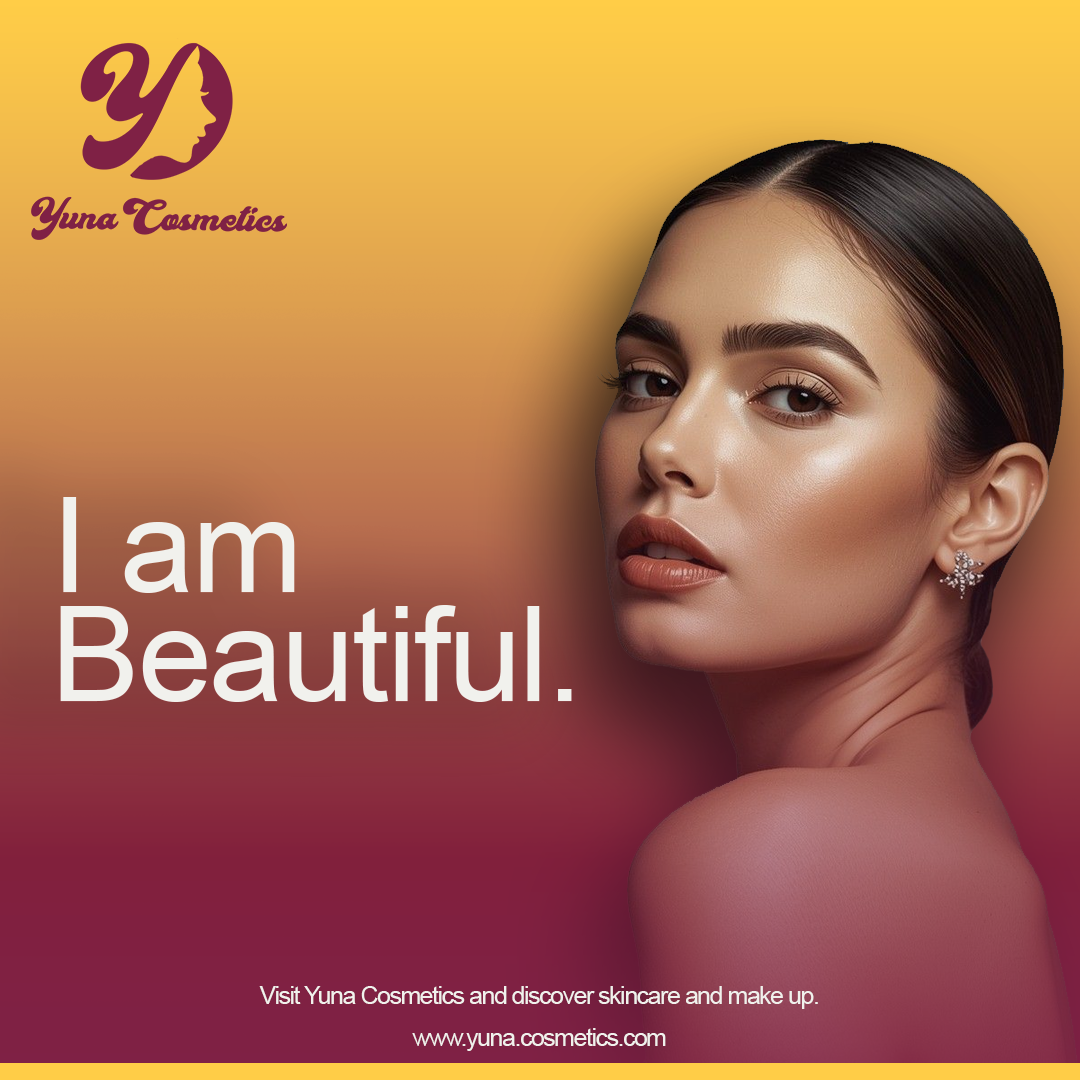 Yuna Cosmetics
I am
Beautiful.
Visit Yuna Cosmetics and discover skincare and make up.
www.yuna.cosmetics.com